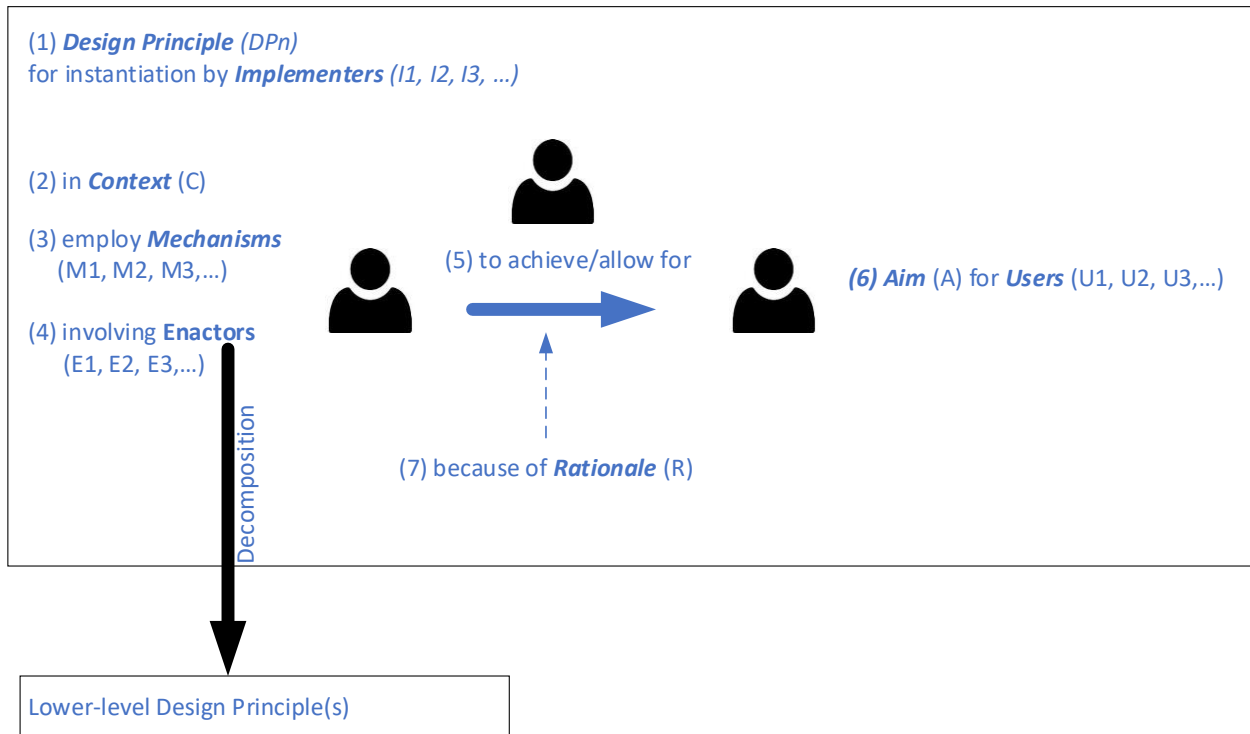 (1) Design Principle (DPn)
for instantiation by Implementers (I1, I2, I3, …)
(2) in Context (C)
(3) employ Mechanisms
(M1, M2, M3,…)
(4) involving Enactors
(E1, E2, E3,…)
(5) to achieve/allow for
(6) Aim (A) for Users (U1, U2, U3,…)
(7) because of Rationale (R)
Decomposition
Lower-level Design Principle(s)